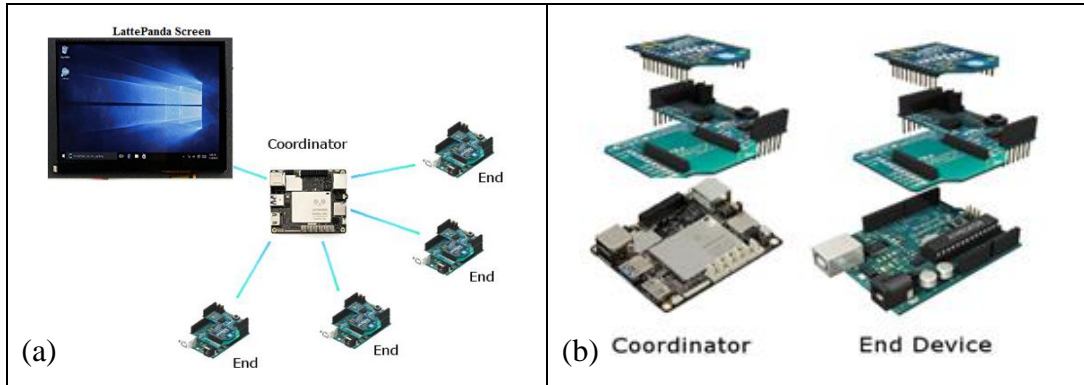 LattePanda Screen
Coordinator
End
End
End
End
(a)
(b)
Coordinator
End Device